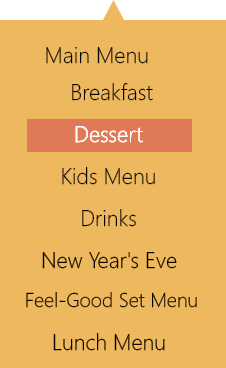 Main Menu
Breakfast
Dessert
Kids Menu
Drinks
New Year's Eve
Feel-Good Set Menu
Lunch Menu